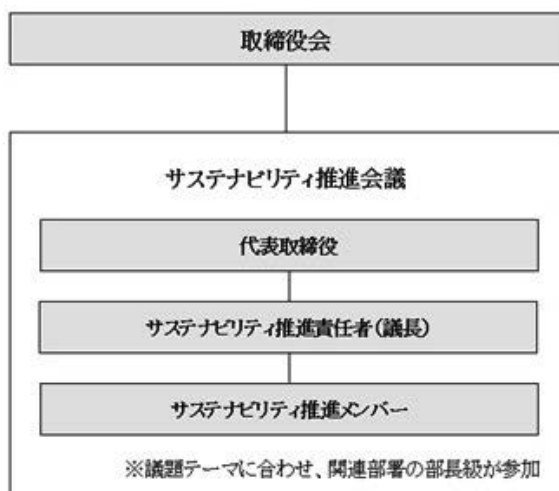 取締役会
サステナビリティ推進会議
代表取締役
サステナビリティ推進責任者(議長)
サステナビリティ推進メンバー
※議題テーマに合わせ、関連部署の部長級が参加